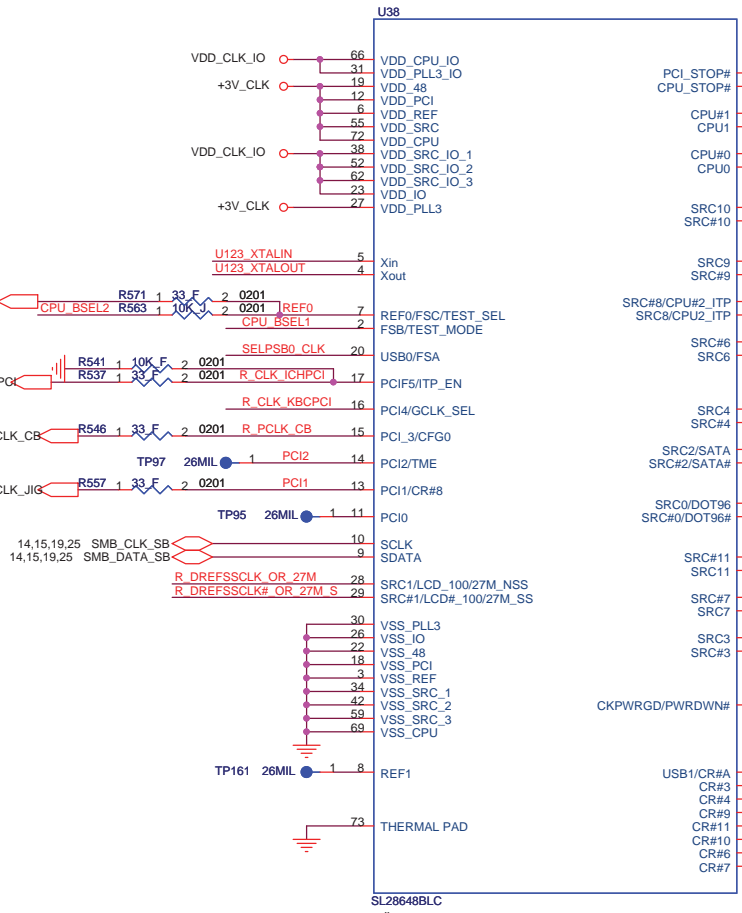 U38
VDD_CLK_IO 66 VDD_CPU_IO
31 VDD_PLL3_IO PCI_STOP#
+3V_CLK 19 VDD_48 CPU_STOP#
12 VDD_PCI
6 VDD_REF CPU#1
55 VDD_SRC CPU1
72 VDD_CPU
VDD_CLK_IO 38 VDD_SRC_IO_1 CPU#0
52 VDD_SRC_IO_2 CPU0
62 VDD_SRC_IO_3
23 VDD_IO
+3V_CLK 27 VDD_PLL3 SRC10
SRC#10
U123_XTALIN 5 Xin SRC9
U123_XTALOUT 4 Xout SRC#9
R571 1 33_F 2 0201 SRC#8/CPU#2_ITP
CPU_BSEL2 R563 1 10K_J 2 0201 REF0 7 REF0/FSC/TEST_SEL SRC8/CPU2_ITP
CPU_BSEL1 2 FSB/TEST_MODE
SRC#6
SELPSB0_CLK 20 USB0/FSA SRC6
R541 1 10K_F 2 0201
PCI R537 1 33_F 2 0201 R_CLK_ICHPCI 17 PCIF5/ITP_EN
R_CLK_KBCPCI 16 PCI4/GCLK_SEL SRC4
SRC#4
CLK_CB R546 1 33_F 2 0201 R_PCLK_CB 15 PCI_3/CFG0
SRC2/SATA
TP97 26MIL 1 PCI2 14 PCI2/TME SRC#2/SATA#
CLK_JIG R557 1 33_F 2 0201 PCI1 13 PCI1/CR#8
SRC0/DOT96
TP95 26MIL 1 11 PCI0 SRC#0/DOT96#
14,15,19,25 SMB_CLK_SB 10 SCLK
14,15,19,25 SMB_DATA_SB 9 SDATA SRC#11
SRC11
R_DREFSSCLK_OR_27M 28 SRC1/LCD_100/27M_NSS
R_DREFSSCLK#_OR_27M_S 29 SRC#1/LCD#_100/27M_SS SRC#7
SRC7
30 VSS_PLL3
26 VSS_IO SRC3
22 VSS_48 SRC#3
18 VSS_PCI
3 VSS_REF
34 VSS_SRC_1
42 VSS_SRC_2 CKPWRGD/PWRDWN#
59 VSS_SRC_3
69 VSS_CPU
TP161 26MIL 1 8 REF1 USB1/CR#A
CR#3
CR#4
CR#9
73 THERMAL PAD CR#11
CR#10
CR#6
CR#7
SL28648BLC